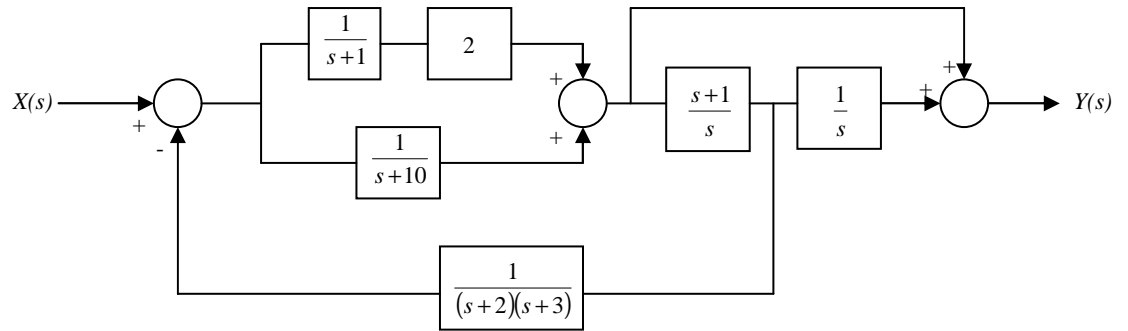 1
s+1
2
+
+
X(s)
+
-
+
s+1
s
1
s
+
+
Y(s)
1
s+10
1
(s+2)(s+3)